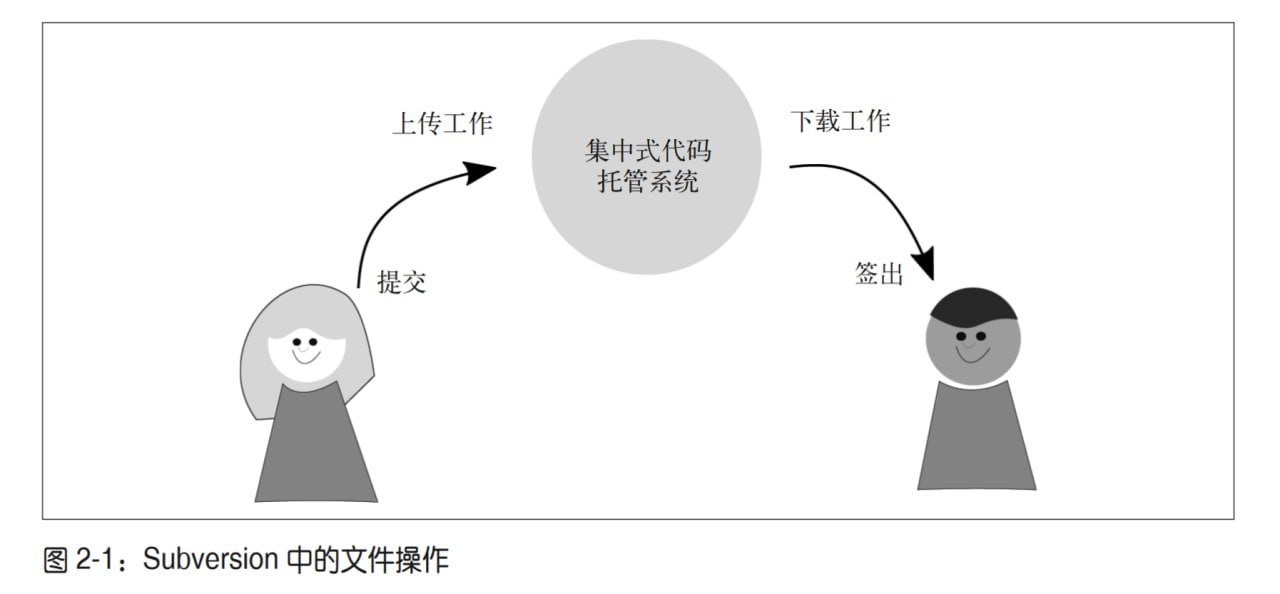 上传工作
下载工作
集中式代码
托管系统
提交
签出
图 2-1：Subversion 中的文件操作